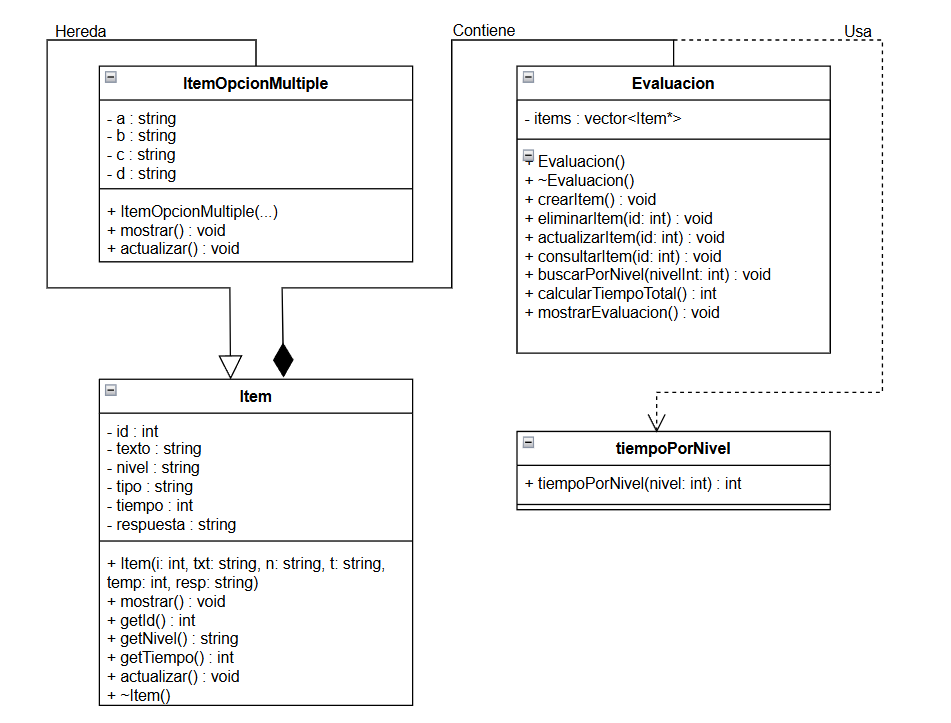 Hereda
Contiene
Usa
ItemOpcionMultiple
- a : string
- b : string
- c : string
- d : string
+ ItemOpcionMultiple(...)
+ mostrar() : void
+ actualizar() : void
Evaluacion
- items : vector<Item*>
+ Evaluacion()
+ ~Evaluacion()
+ crearItem() : void
+ eliminarItem(id: int) : void
+ actualizarItem(id: int) : void
+ consultarItem(id: int) : void
+ buscarPorNivel(nivelInt: int) : void
+ calcularTiempoTotal() : int
+ mostrarEvaluacion() : void
Item
- id : int
- texto : string
- nivel : string
- tipo : string
- tiempo : int
- respuesta : string
+ Item(i: int, txt: string, n: string, t: string,
temp: int, resp: string)
+ mostrar() : void
+ getId() : int
+ getNivel() : string
+ getTiempo() : int
+ actualizar() : void
+ ~Item()
tiempoPorNivel
+ tiempoPorNivel(nivel: int) : int